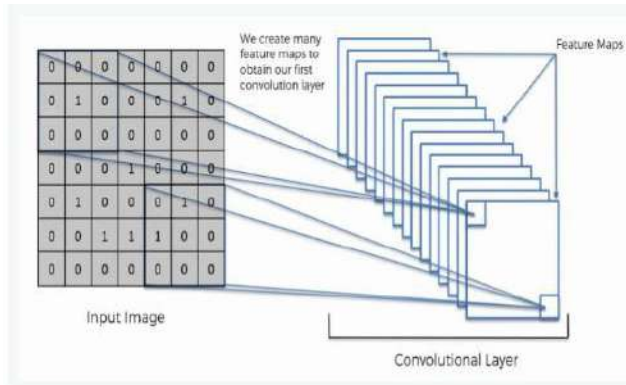 We create many
feature maps to
obtain our first
convolution layer
Feature Maps
0 0 0 0 0 0 0
0 1 0 0 0 1 0
0 0 0 0 0 0 0
0 0 0 1 0 0 0
0 1 0 0 0 1 0
0 0 1 1 1 0 0
0 0 0 0 0 0 0
Input Image
Convolutional Layer